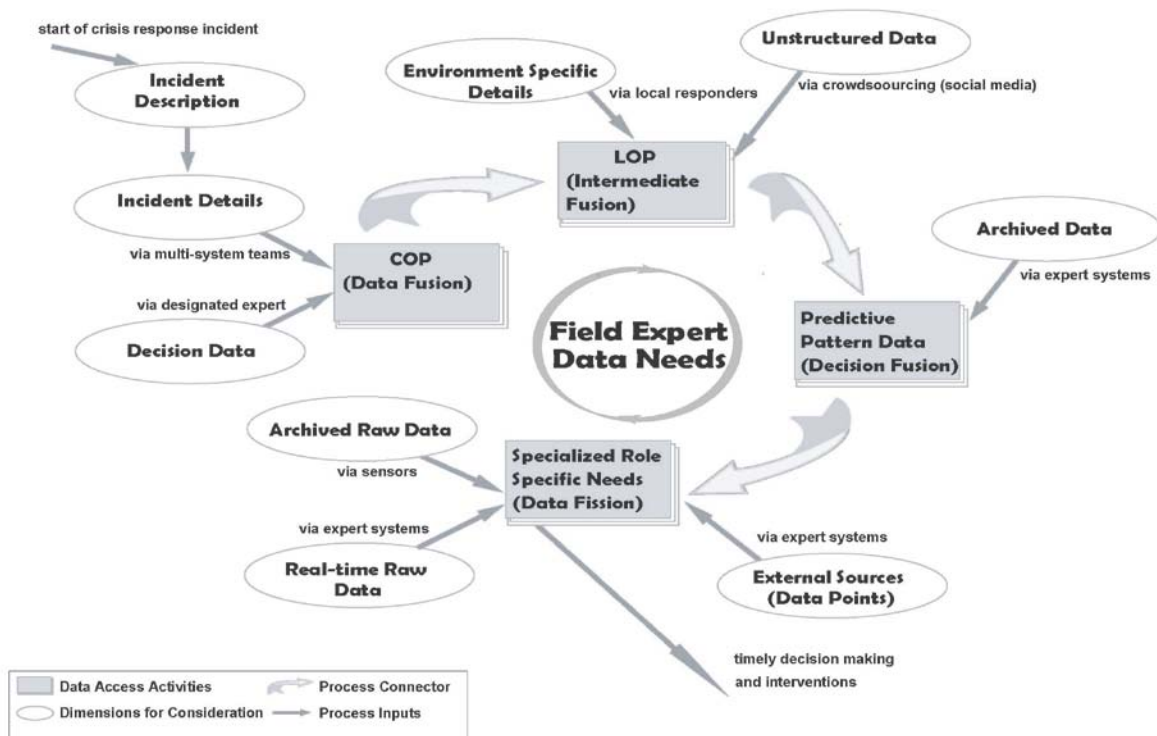 start of crisis response incident
Incident
Description
Incident Details
via multi-system teams
via designated expert
Decision Data
COP
(Data Fusion)
Environment Specific
Details
via local responders
Unstructured Data
via crowdsoourcing (social media)
LOP
(Intermediate
Fusion)
Archived Data
via expert systems
Predictive
Pattern Data
(Decision Fusion)
Field Expert
Data Needs
Archived Raw Data
via sensors
via expert systems
Real-time Raw
Data
Specialized Role
Specific Needs
(Data Fission)
via expert systems
External Sources
(Data Points)
timely decision making
and interventions
Data Access Activities
Process Connector
Dimensions for Consideration
Process Inputs